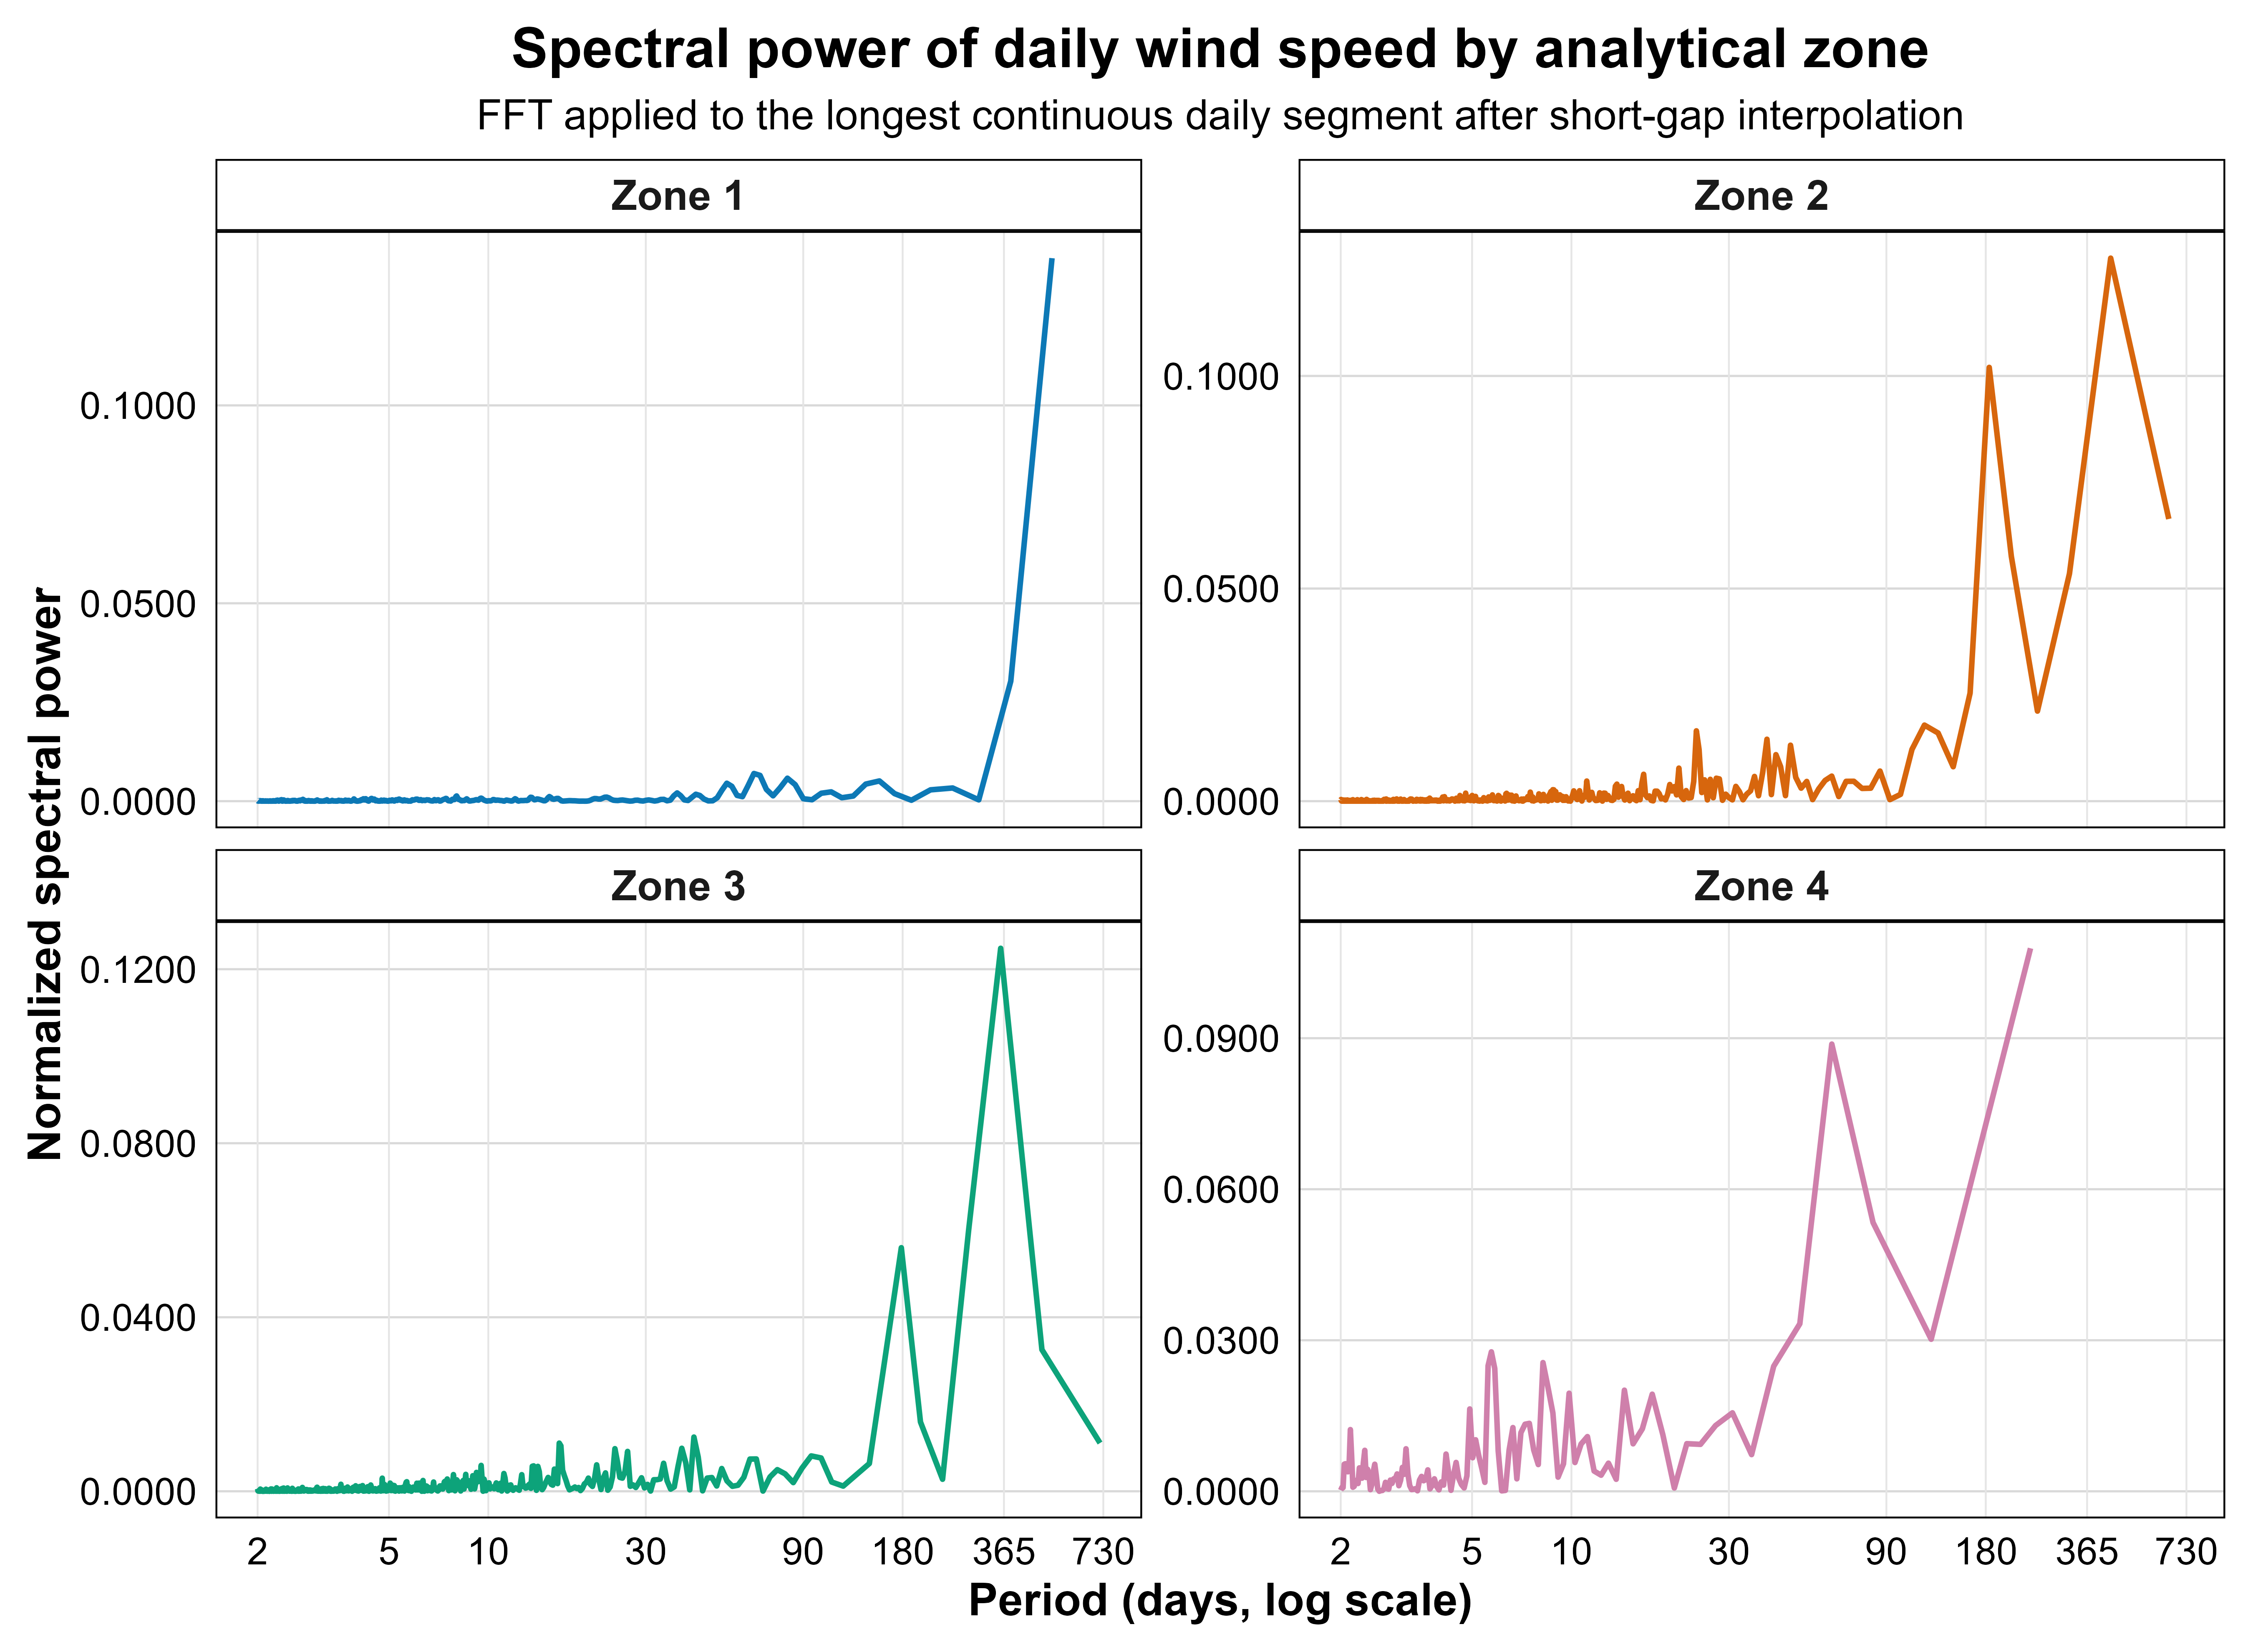 Spectral power of daily wind speed by analytical zone
FFT applied to the longest continuous daily segment after short-gap interpolation
Normalized spectral power
Zone 1
0.1000
0.0500
0.0000
Zone 2
0.1000
0.0500
0.0000
Zone 3
0.1200
0.0800
0.0400
0.0000
2 5 10 30 90 180 365 730
Zone 4
0.0900
0.0600
0.0300
0.0000
2 5 10 30 90 180 365 730
Period (days, log scale)